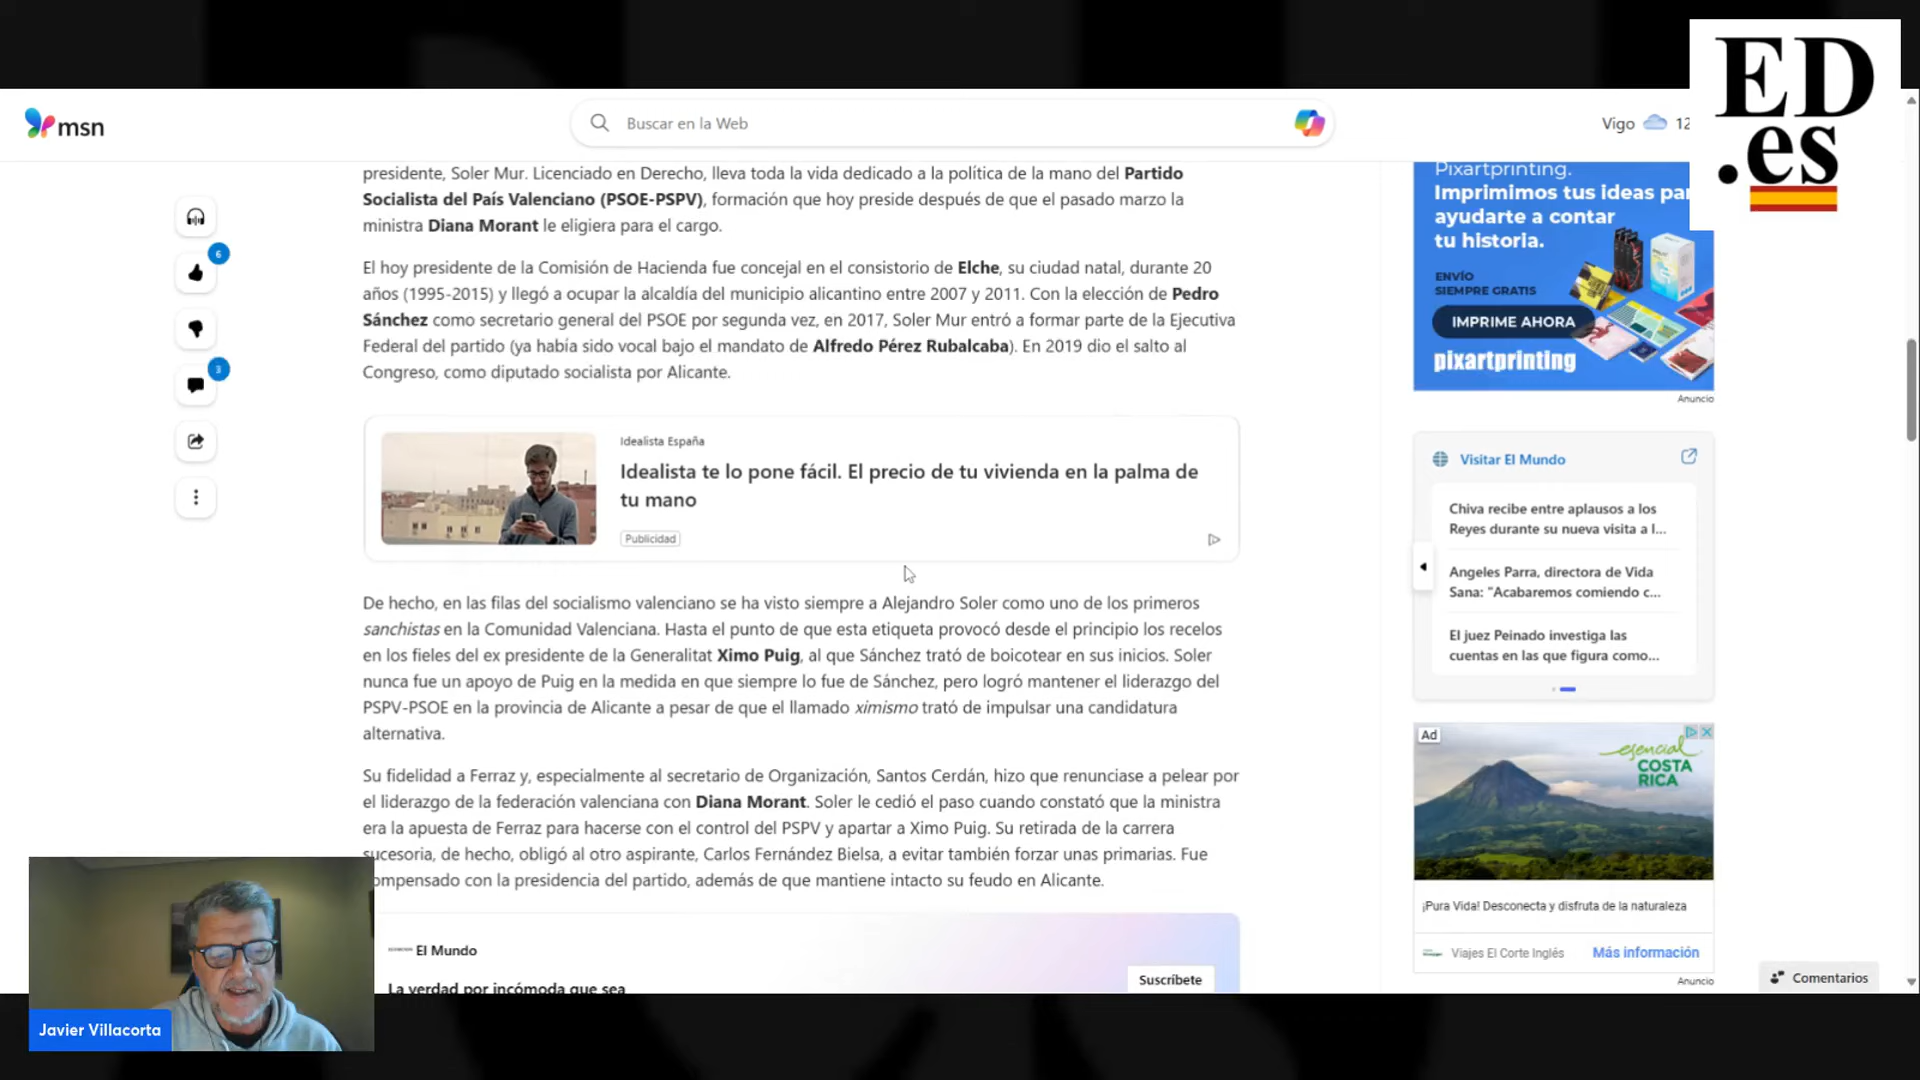 ED
.es
msn
Buscar en la Web
Vigo
12
presidente, Soler Mur. Licenciado en Derecho, lleva toda la vida dedicado a la política de la mano del Partido
Socialista del País Valenciano (PSOE-PSPV), formación que hoy preside después de que el pasado marzo la
ministra Diana Morant le eligiera para el cargo.
6
3
El hoy presidente de la Comisión de Hacienda fue concejal en el consistorio de Elche, su ciudad natal, durante 20
años (1995-2015) y llegó a ocupar la alcaldía del municipio alicantino entre 2007 y 2011. Con la elección de Pedro
Sánchez como secretario general del PSOE por segunda vez, en 2017, Soler Mur entró a formar parte de la Ejecutiva
Federal del partido (ya había sido vocal bajo el mandato de Alfredo Pérez Rubalcaba). En 2019 dio el salto al
Congreso, como diputado socialista por Alicante.
Idealista España
Idealista te lo pone fácil. El precio de tu vivienda en la palma de
tu mano
Publicidad
De hecho, en las filas del socialismo valenciano se ha visto siempre a Alejandro Soler como uno de los primeros
sanchistas en la Comunidad Valenciana. Hasta el punto de que esta etiqueta provocó desde el principio los recelos
en los fieles del ex presidente de la Generalitat Ximo Puig, al que Sánchez trató de boicotear en sus inicios. Soler
nunca fue un apoyo de Puig en la medida en que siempre lo fue de Sánchez, pero logró mantener el liderazgo del
PSPV-PSOE en la provincia de Alicante a pesar de que el llamado ximismo trató de impulsar una candidatura
alternativa.
Su fidelidad a Ferraz y, especialmente al secretario de Organización, Santos Cerdán, hizo que renunciase a pelear por
el liderazgo de la federación valenciana con Diana Morant. Soler le cedió el paso cuando constató que la ministra
era la apuesta de Ferraz para hacerse con el control del PSPV y apartar a Ximo Puig. Su retirada de la carrera
sucesoria, de hecho, obligó al otro aspirante, Carlos Fernández Bielsa, a evitar también forzar unas primarias. Fue
ompensado con la presidencia del partido, además de que mantiene intacto su feudo en Alicante.
El Mundo
La verdad por incómoda que sea
Suscríbete
Javier Villacorta
Pixartprinting.
Imprimimos tus ideas par
ayudarte a contar
tu historia.
ENVÍO
SIEMPRE GRATIS
IMPRIME AHORA
pixartprinting
Anuncio
Visitar El Mundo
Chiva recibe entre aplausos a los
Reyes durante su nueva visita a l...
Angeles Parra, directora de Vida
Sana: "Acabaremos comiendo c...
El juez Peinado investiga las
cuentas en las que figura como...
Ad
esencial
COSTA
RICA
¡Pura Vida! Desconecta y disfruta de la naturaleza
Viajes El Corte Inglés
Más información
Anuncio
Comentarios